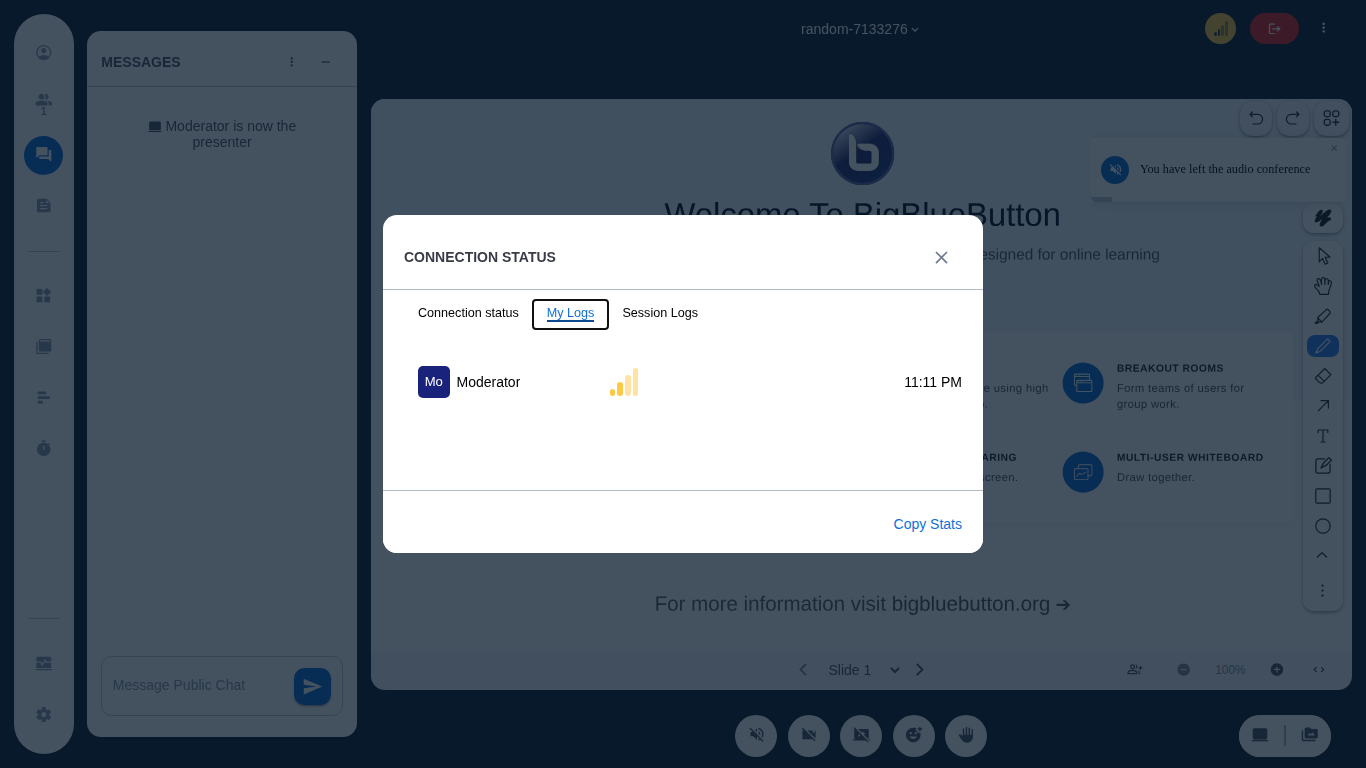 random-7133276
MESSAGES
1
Moderator is now the
presenter
Message Public Chat
Welcome To BigBlueButton
esigned for online learning
You have left the audio conference
CONNECTION STATUS
Connection status
My Logs
Session Logs
Mo
Moderator
11:11 PM
Copy Stats
e using high
BREAKOUT ROOMS
Form teams of users for
group work.
ARING
screen.
MULTI-USER WHITEBOARD
Draw together.
For more information visit bigbluebutton.org →
Slide 1
100%